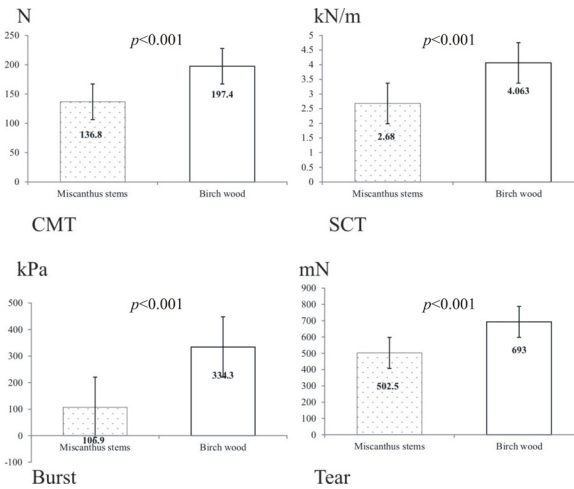 N
250
200
150
100
50
0
p<0.001
136.8
197.4
Miscanthus stems Birch wood
CMT
kN/m
5
4.5
4
3.5
3
2.5
2
1.5
1
0.5
0
p<0.001
2.68
4.063
Miscanthus stems Birch wood
SCT
kPa
500
400
300
200
100
0
-100
p<0.001
106.9
334.3
Miscanthus stems Birch wood
Burst
mN
900
800
700
600
500
400
300
200
100
0
p<0.001
502.5
693
Miscanthus stems Birch wood
Tear